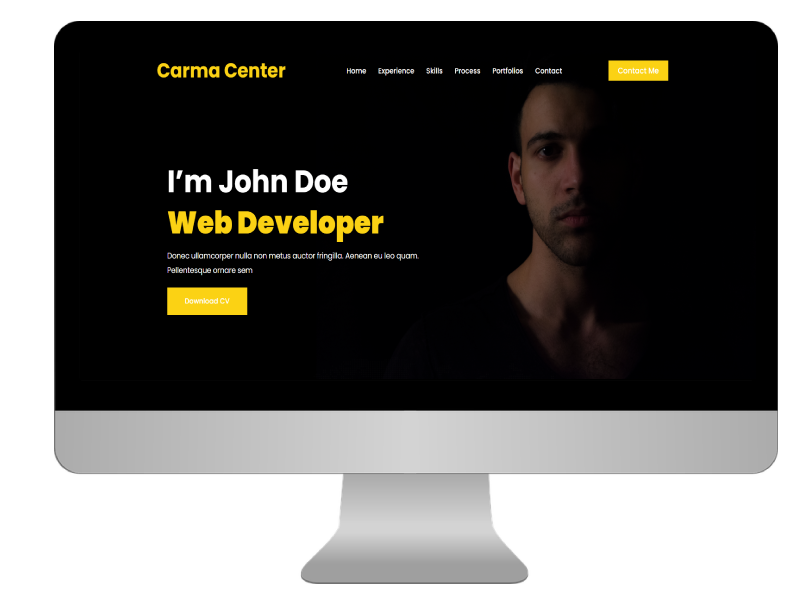 Carma Center
Home Experience Skills Process Portfolios Contact
Contact Me
I'm John Doe
Web Developer
Donec ullamcorper nulla non metus auctor fringilla. Aenean eu leo quam.
Pellentesque ornare sem
Download CV